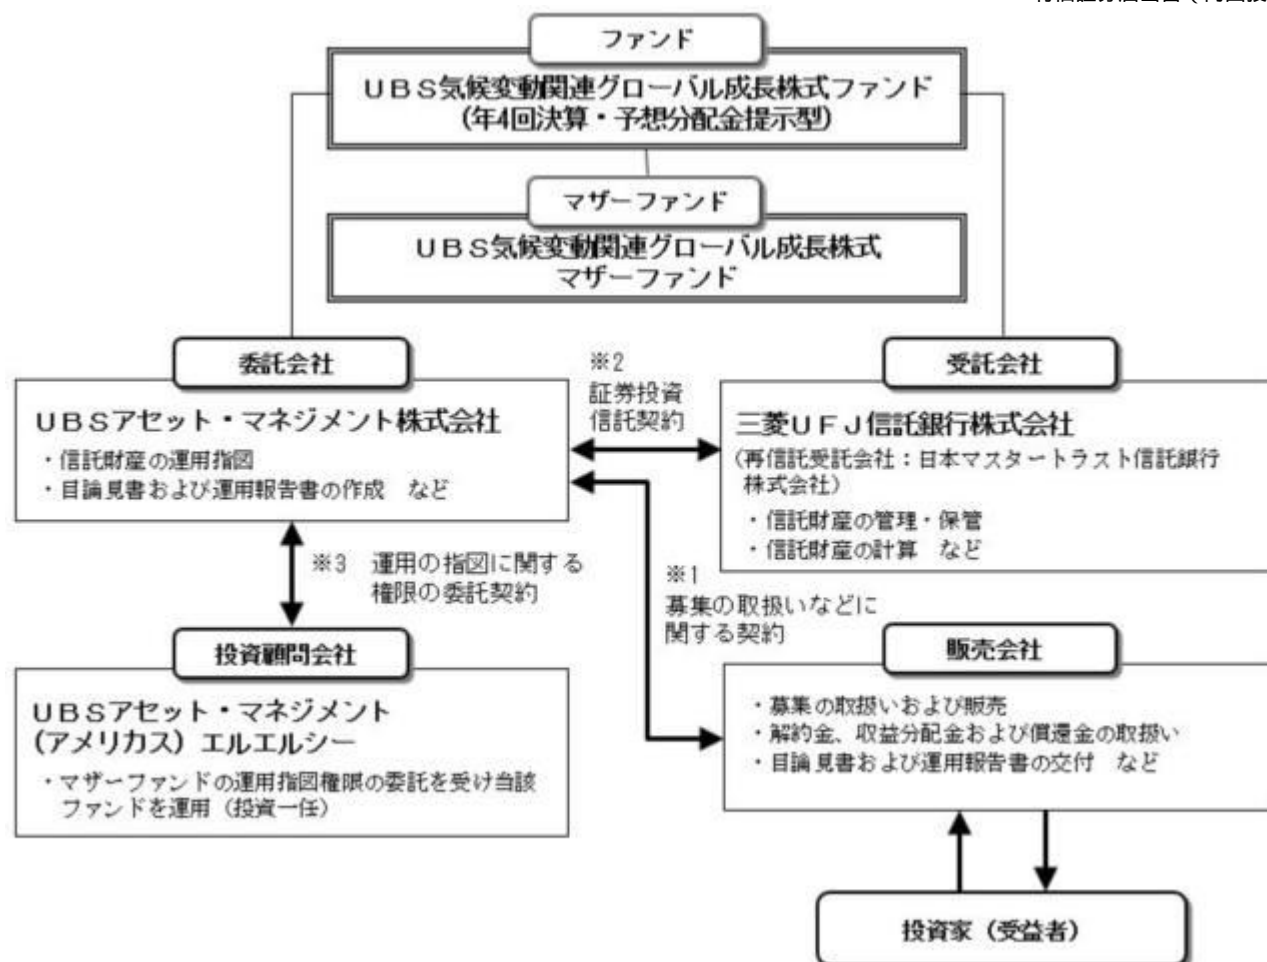 ファンド
UBS気候変動関連グローバル成長株式ファンド
(年4回決算・予想分配金提示型)
マザーファンド
UBS気候変動関連グローバル成長株式
マザーファンド
委託会社
UBSアセット・マネジメント株式会社
・信託財産の運用指図
・目論見書および運用報告書の作成 など
※2
証券投資
信託契約
受託会社
三菱UFJ信託銀行株式会社
(再信託受託会社:日本マスタートラスト信託銀行
株式会社)
・信託財産の管理・保管
・信託財産の計算 など
※3 運用の指図に関する
権限の委託契約
※1
募集の取扱いなどに
関する契約
投資顧問会社
UBSアセット・マネジメント
(アメリカス)エルエルシー
・マザーファンドの運用指図権限の委託を受け当該
ファンドを運用(投資一任)
販売会社
・募集の取扱いおよび販売
・解約金、収益分配金および償還金の取扱い
・目論見書および運用報告書の交付 など
投資家(受益者)